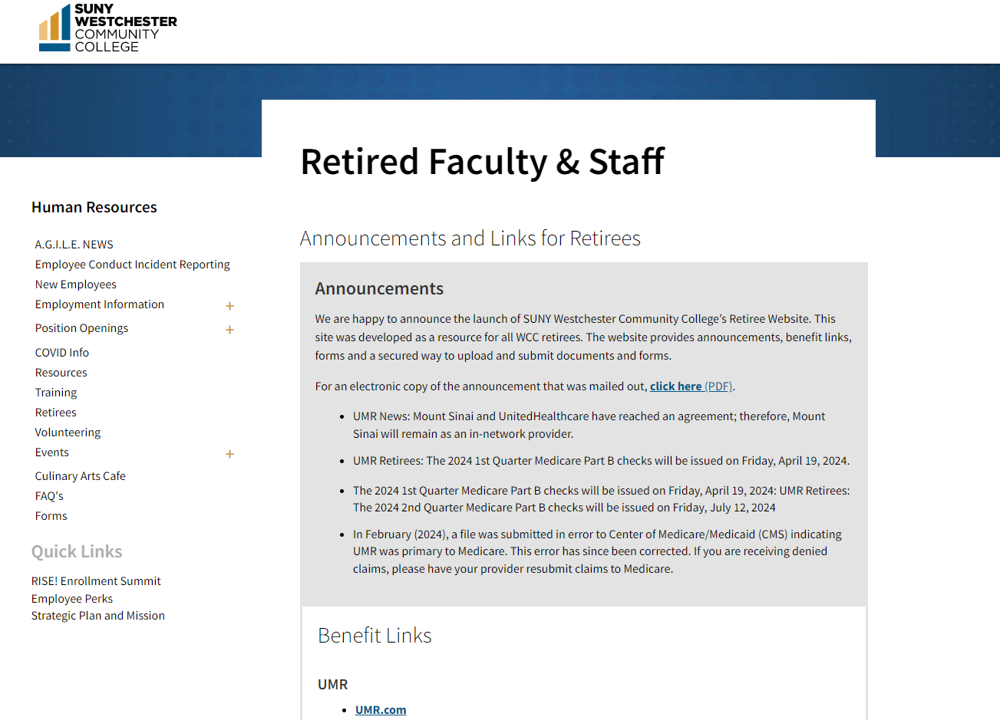 SUNY
WESTCHESTER
COMMUNITY
COLLEGE
Retired Faculty & Staff
Human Resources
A.G.I.L.E. NEWS
Employee Conduct Incident Reporting
New Employees
Employment Information +
Position Openings +
COVID Info
Resources
Training
Retirees
Volunteering
Events +
Culinary Arts Cafe
FAQ's
Forms
Quick Links
RISE! Enrollment Summit
Employee Perks
Strategic Plan and Mission
Announcements and Links for Retirees
Announcements
We are happy to announce the launch of SUNY Westchester Community College’s Retiree Website. This
site was developed as a resource for all WCC retirees. The website provides announcements, benefit links,
forms and a secured way to upload and submit documents and forms.
For an electronic copy of the announcement that was mailed out, click here (PDF).
• UMR News: Mount Sinai and UnitedHealthcare have reached an agreement; therefore, Mount
Sinai will remain as an in-network provider.
• UMR Retirees: The 2024 1st Quarter Medicare Part B checks will be issued on Friday, April 19, 2024.
• The 2024 1st Quarter Medicare Part B checks will be issued on Friday, April 19, 2024: UMR Retirees:
The 2024 2nd Quarter Medicare Part B checks will be issued on Friday, July 12, 2024
• In February (2024), a file was submitted in error to Center of Medicare/Medicaid (CMS) indicating
UMR was primary to Medicare. This error has since been corrected. If you are receiving denied
claims, please have your provider resubmit claims to Medicare.
Benefit Links
UMR
• UMR.com